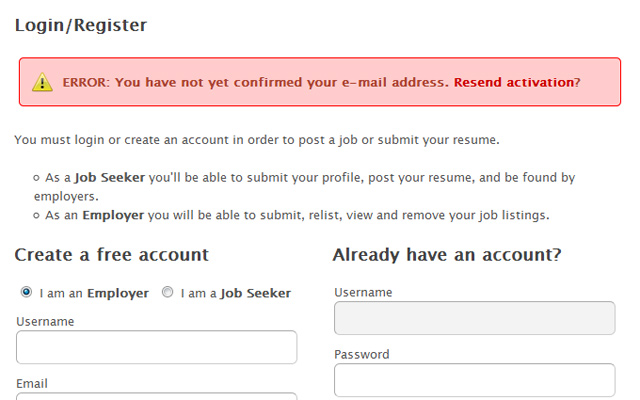 Login/Register
ERROR: You have not yet confirmed your e-mail address. Resend activation?
You must login or create an account in order to post a job or submit your resume.
As a Job Seeker you'll be able to submit your profile, post your resume, and be found by
employers.
As an Employer you will be able to submit, relist, view and remove your job listings.
Create a free account
I am an Employer I am a Job Seeker
Username
Email
Already have an account?
Username
Password